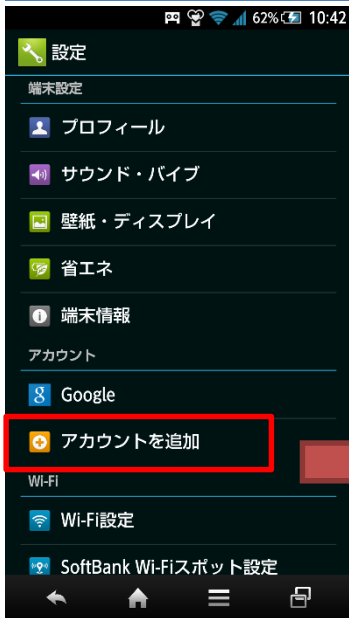 62% 10:42
設定
端末設定
プロフィール
サウンド・バイブ
壁紙・ディスプレイ
省エネ
端末情報
アカウント
8 Google
アカウントを追加
Wi-Fi
Wi-Fi設定
SoftBank Wi-Fiスポット設定